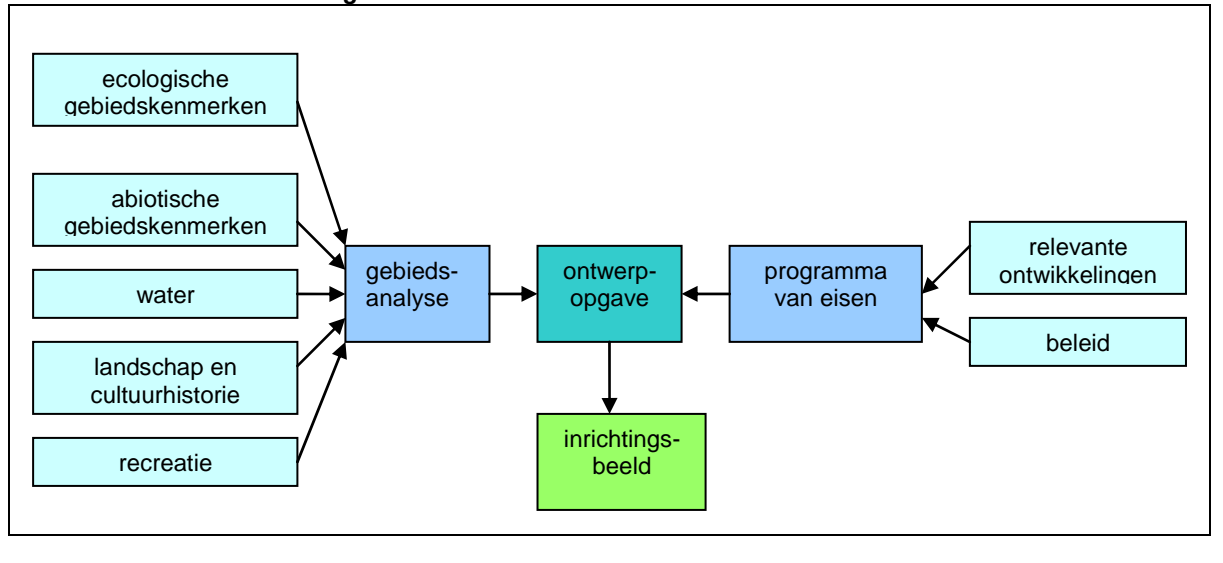 ecologische
gebiedskenmerken
abiotische
gebiedskenmerken
water
landschap en
cultuurhistorie
recreatie
gebieds-
analyse
ontwerp-
opgave
programma
van eisen
relevante
ontwikkelingen
beleid
inrichtings-
beeld